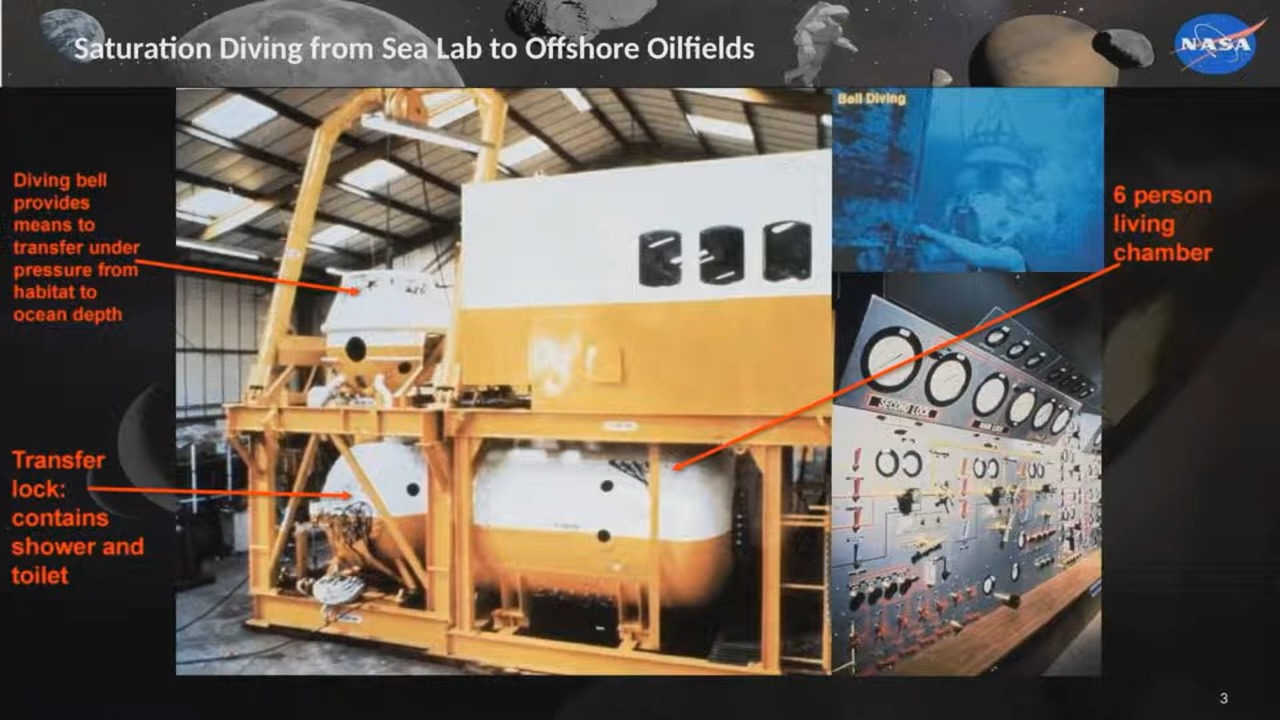 Saturation Diving from Sea Lab to Offshore Oilfields
NASA
Bell Diving
Diving bell
provides
means to
transfer under
pressure from
habitat to
ocean depth
6 person
living
chamber
SECOND LOCK
Transfer
lock:
contains
shower and
toilet
3